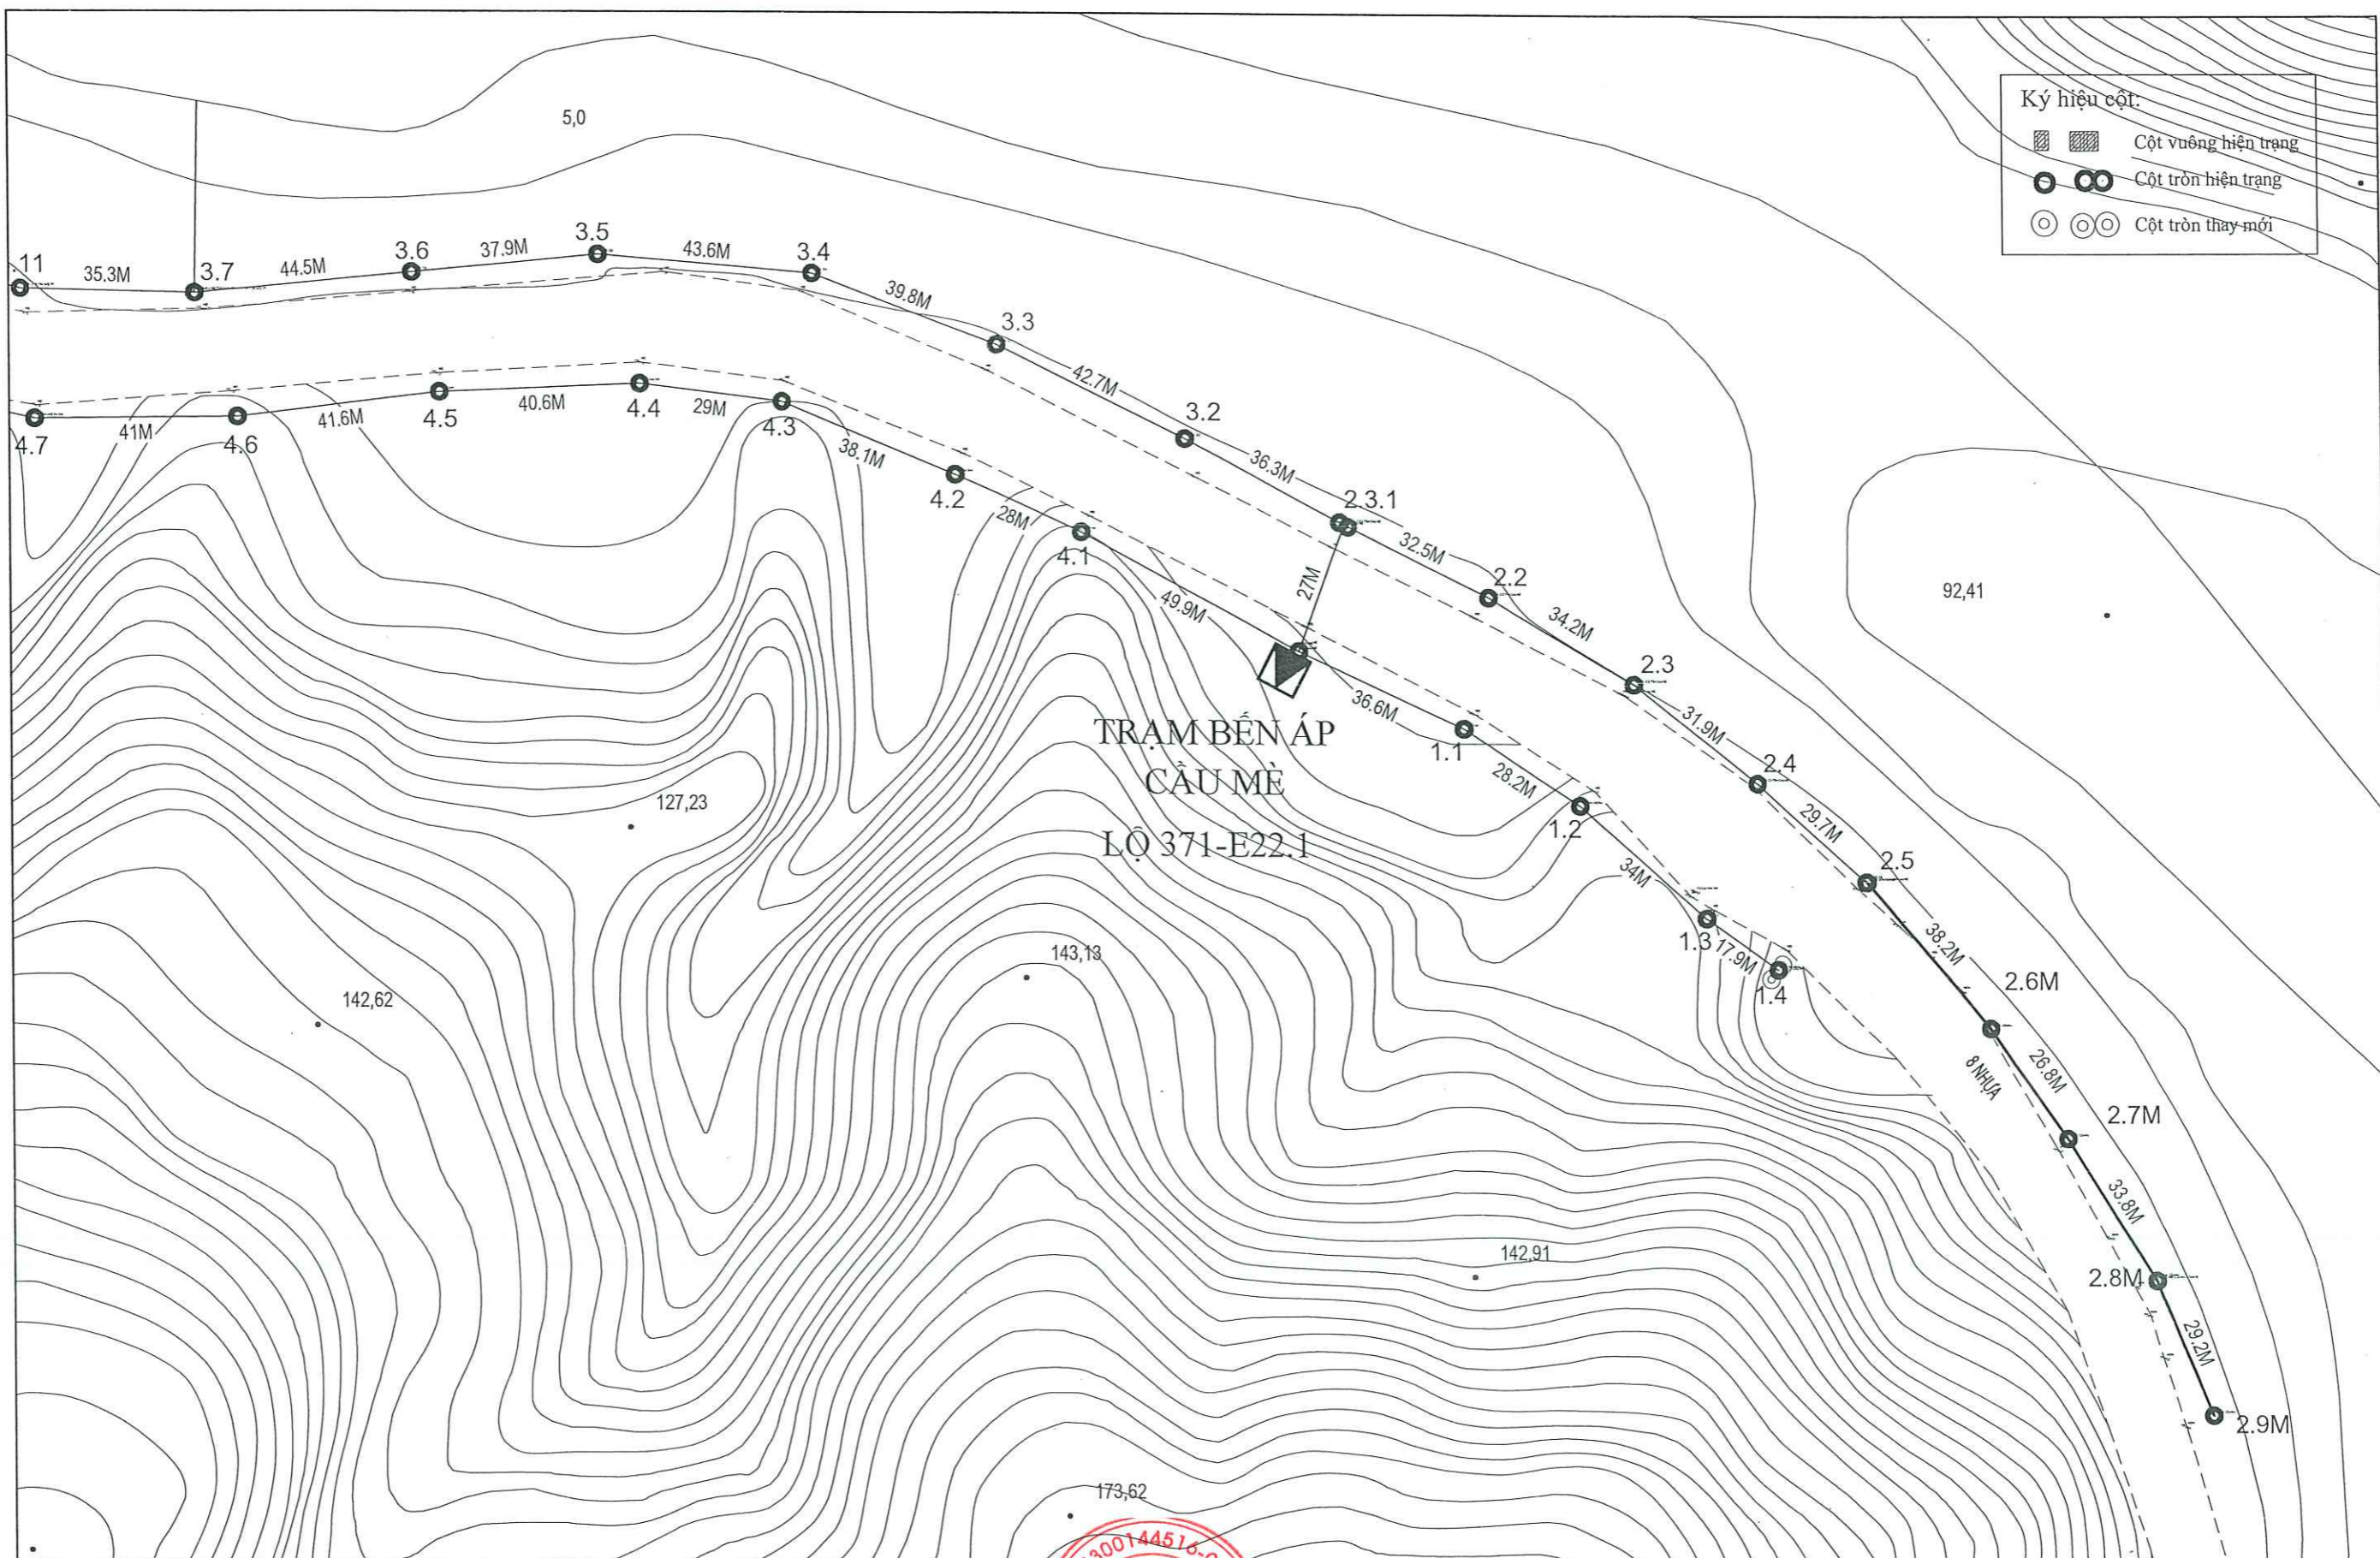 5,0
Ký hiệu cột:
Cột vuông hiện trạng
Cột tròn hiện trạng
Cột tròn thay mới
11
35.3M
3.7
44.5M
3.6
37.9M
3.5
43.6M
3.4
39.8M
3.3
42.7M
3.2
36.3M
2.3.1
32.5M
2.2
34.2M
2.3
31.9M
2.4
29.7M
2.5
38.2M
2.6M
26.8M
2.7M
33.8M
2.8M
29.2M
2.9M
8 NHỰA
4.7
41M
4.6
41.6M
4.5
40.6M
4.4
29M
4.3
38.1M
4.2
28M
4.1
49.9M
27M
36.6M
1.1
28.2M
1.2
34M
1.3
17.9M
1.4
TRẠM BẾN ÁP
CẦU MÈ
LỘ 371-E22.1
92,41
127,23
142,62
143,13
142,91
173,62